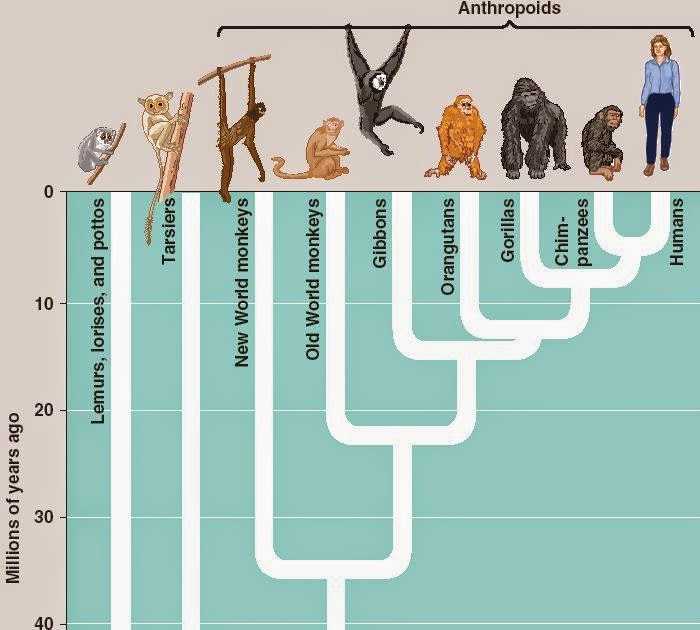 Anthropoids
0
10
20
30
40
Millions of years ago
Lemurs, lorises, and pottos
Tarsiers
New World monkeys
Old World monkeys
Gibbons
Orangutans
Gorillas
Chim-
panzees
Humans